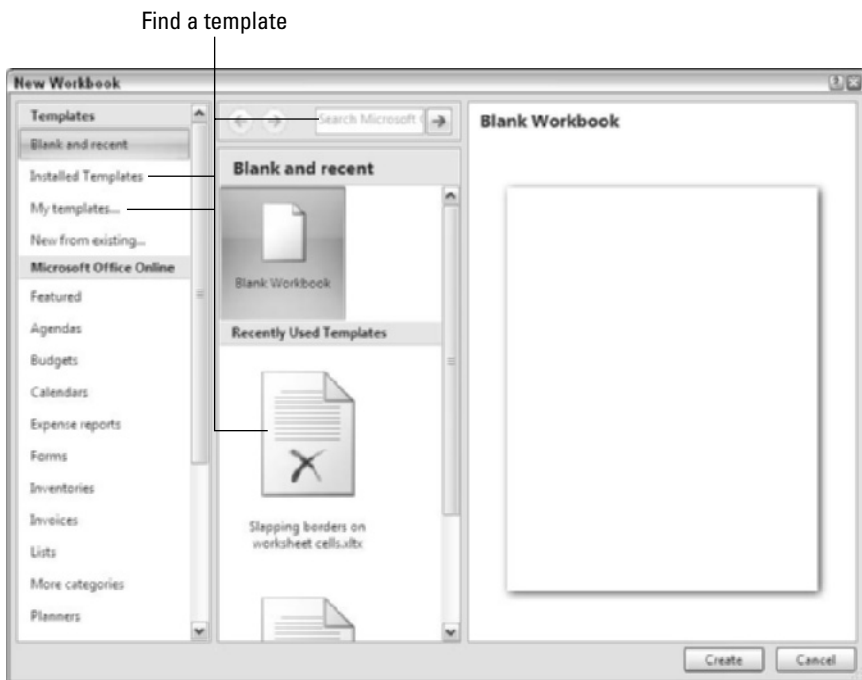 Find a template
New Workbook
Templates
Blank and recent
Installed Templates
My templates...
New from existing...
Microsoft Office Online
Featured
Agendas
Budgets
Calendars
Expense reports
Forms
Inventories
Invoices
Lists
More categories
Planners
Search Microsoft
Blank and recent
Blank Workbook
Recently Used Templates
Slapping borders on
worksheet cells.xltx
Blank Workbook
Create
Cancel